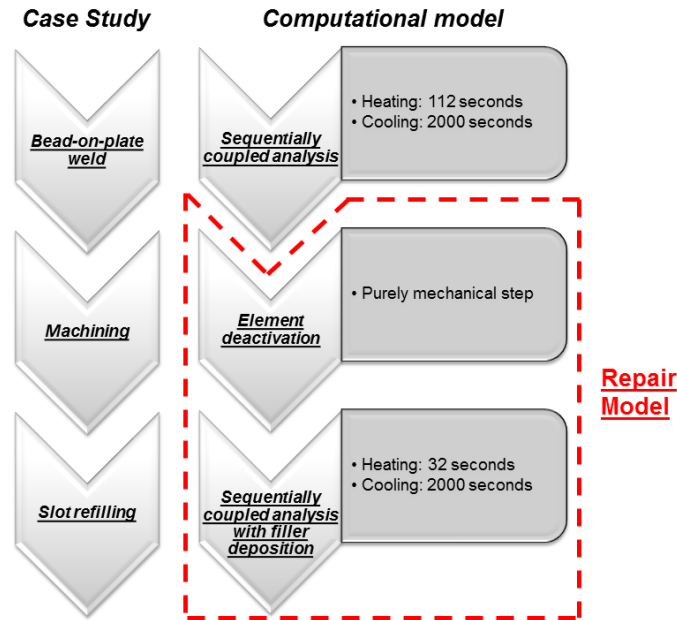 Case Study
Computational model
Bead-on-plate
weld
Sequentially
coupled analysis
• Heating: 112 seconds
• Cooling: 2000 seconds
Machining
Element
deactivation
• Purely mechanical step
Repair
Model
Slot refilling
Sequentially
coupled analysis
with filler
deposition
• Heating: 32 seconds
• Cooling: 2000 seconds